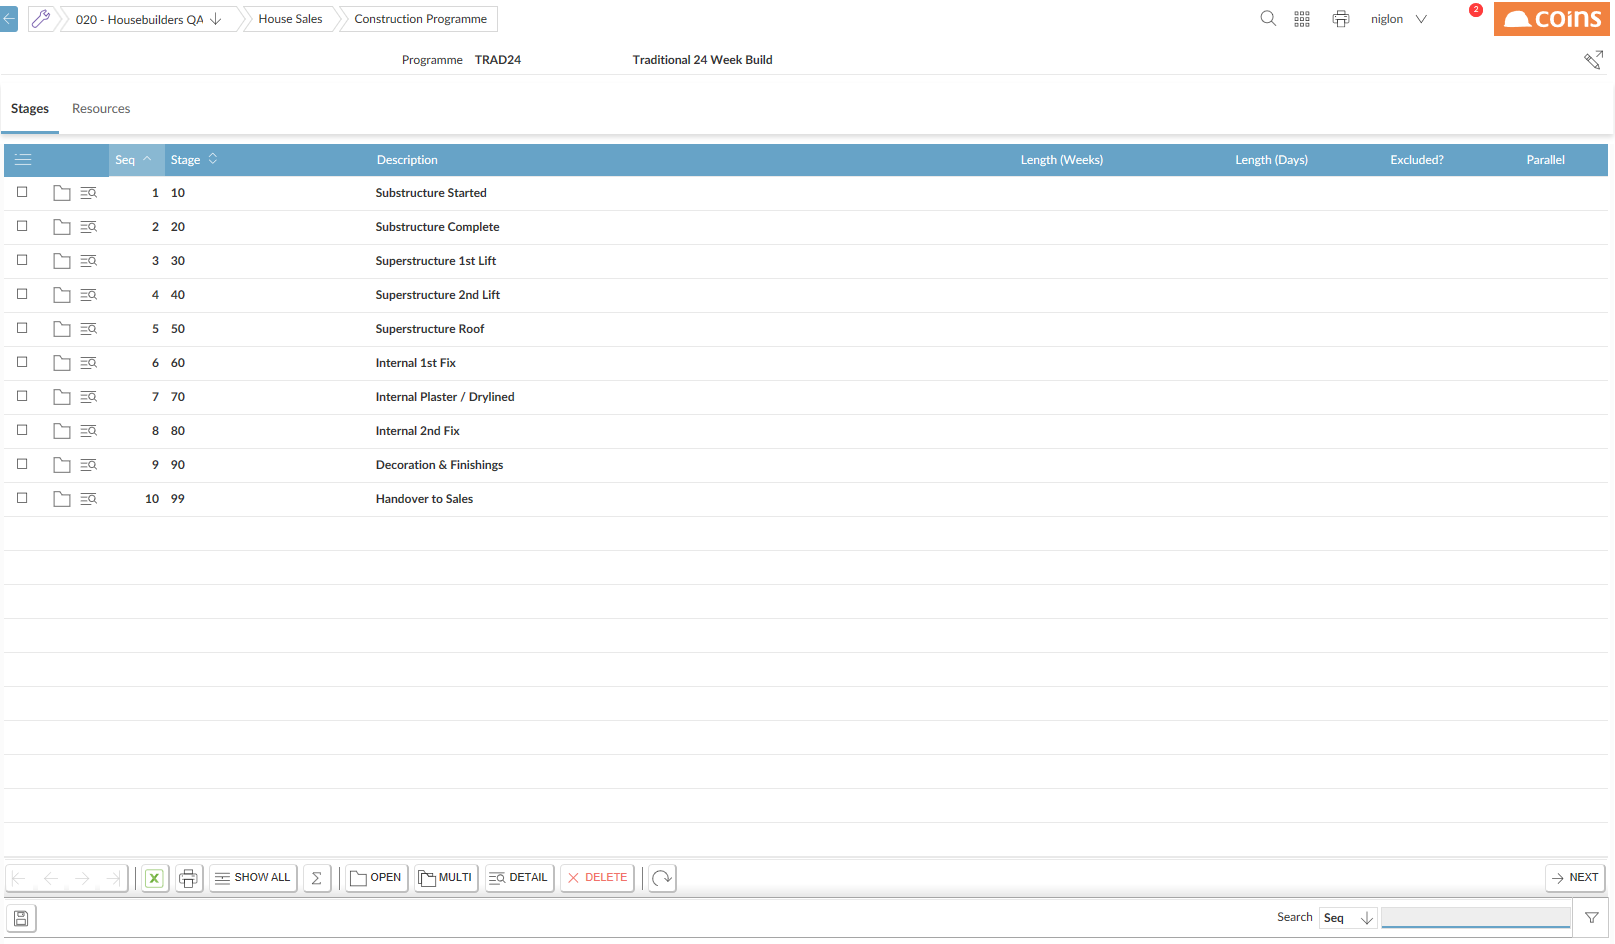 020 - Housebuilders QA House Sales Construction Programme niglon 2 coins
Programme TRAD24 Traditional 24 Week Build
Stages Resources
Seq Stage Description Length (Weeks) Length (Days) Excluded? Parallel
1 10 Substructure Started
2 20 Substructure Complete
3 30 Superstructure 1st Lift
4 40 Superstructure 2nd Lift
5 50 Superstructure Roof
6 60 Internal 1st Fix
7 70 Internal Plaster / Drylined
8 80 Internal 2nd Fix
9 90 Decoration & Finishings
10 99 Handover to Sales
SHOW ALL Σ OPEN MULTI DETAIL DELETE NEXT
Search Seq